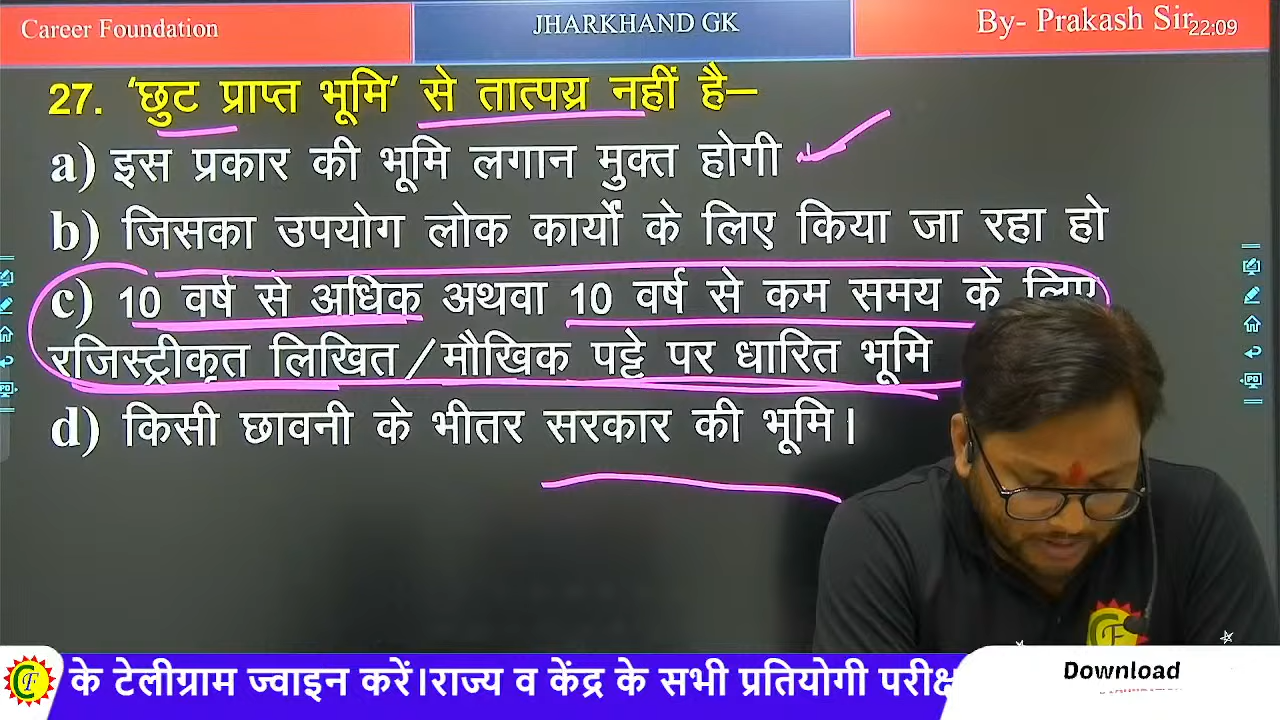 Career Foundation
JHARKHAND GK
By- Prakash Sir
22:09
27. ‘छुट प्राप्त भूमि’ से तात्पय्र नहीं है–
a) इस प्रकार की भूमि लगान मुक्त होगी
b) जिसका उपयोग लोक कार्यों के लिए किया जा रहा हो
c) 10 वर्ष से अधिक अथवा 10 वर्ष से कम समय के लिए
रजिस्ट्रीकृत लिखित/मौखिक पट्टे पर धारित भूमि
d) किसी छावनी के भीतर सरकार की भूमि।
के टेलीग्राम ज्वाइन करें।राज्य व केंद्र के सभी प्रतियोगी परीक्ष
Download